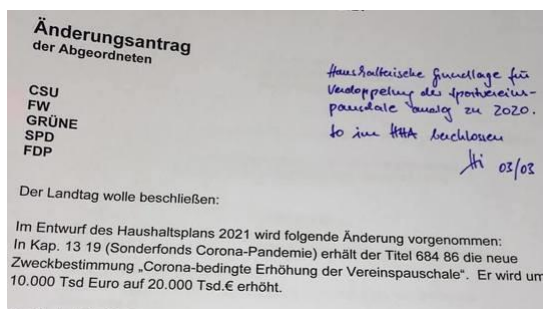 Änderungsantrag
der Abgeordneten
Haushalterische Grundlage für
Verdoppelung der Sportvereins-
pauschale analog zu 2020.
So im HHA beschlossen
03/03
CSU
FW
GRÜNE
SPD
FDP
Der Landtag wolle beschließen:
Im Entwurf des Haushaltsplans 2021 wird folgende Änderung vorgenommen:
In Kap. 13 19 (Sonderfonds Corona-Pandemie) erhält der Titel 684 86 die neue
Zweckbestimmung „Corona-bedingte Erhöhung der Vereinspauschale“. Er wird um
10.000 Tsd Euro auf 20.000 Tsd.€ erhöht.